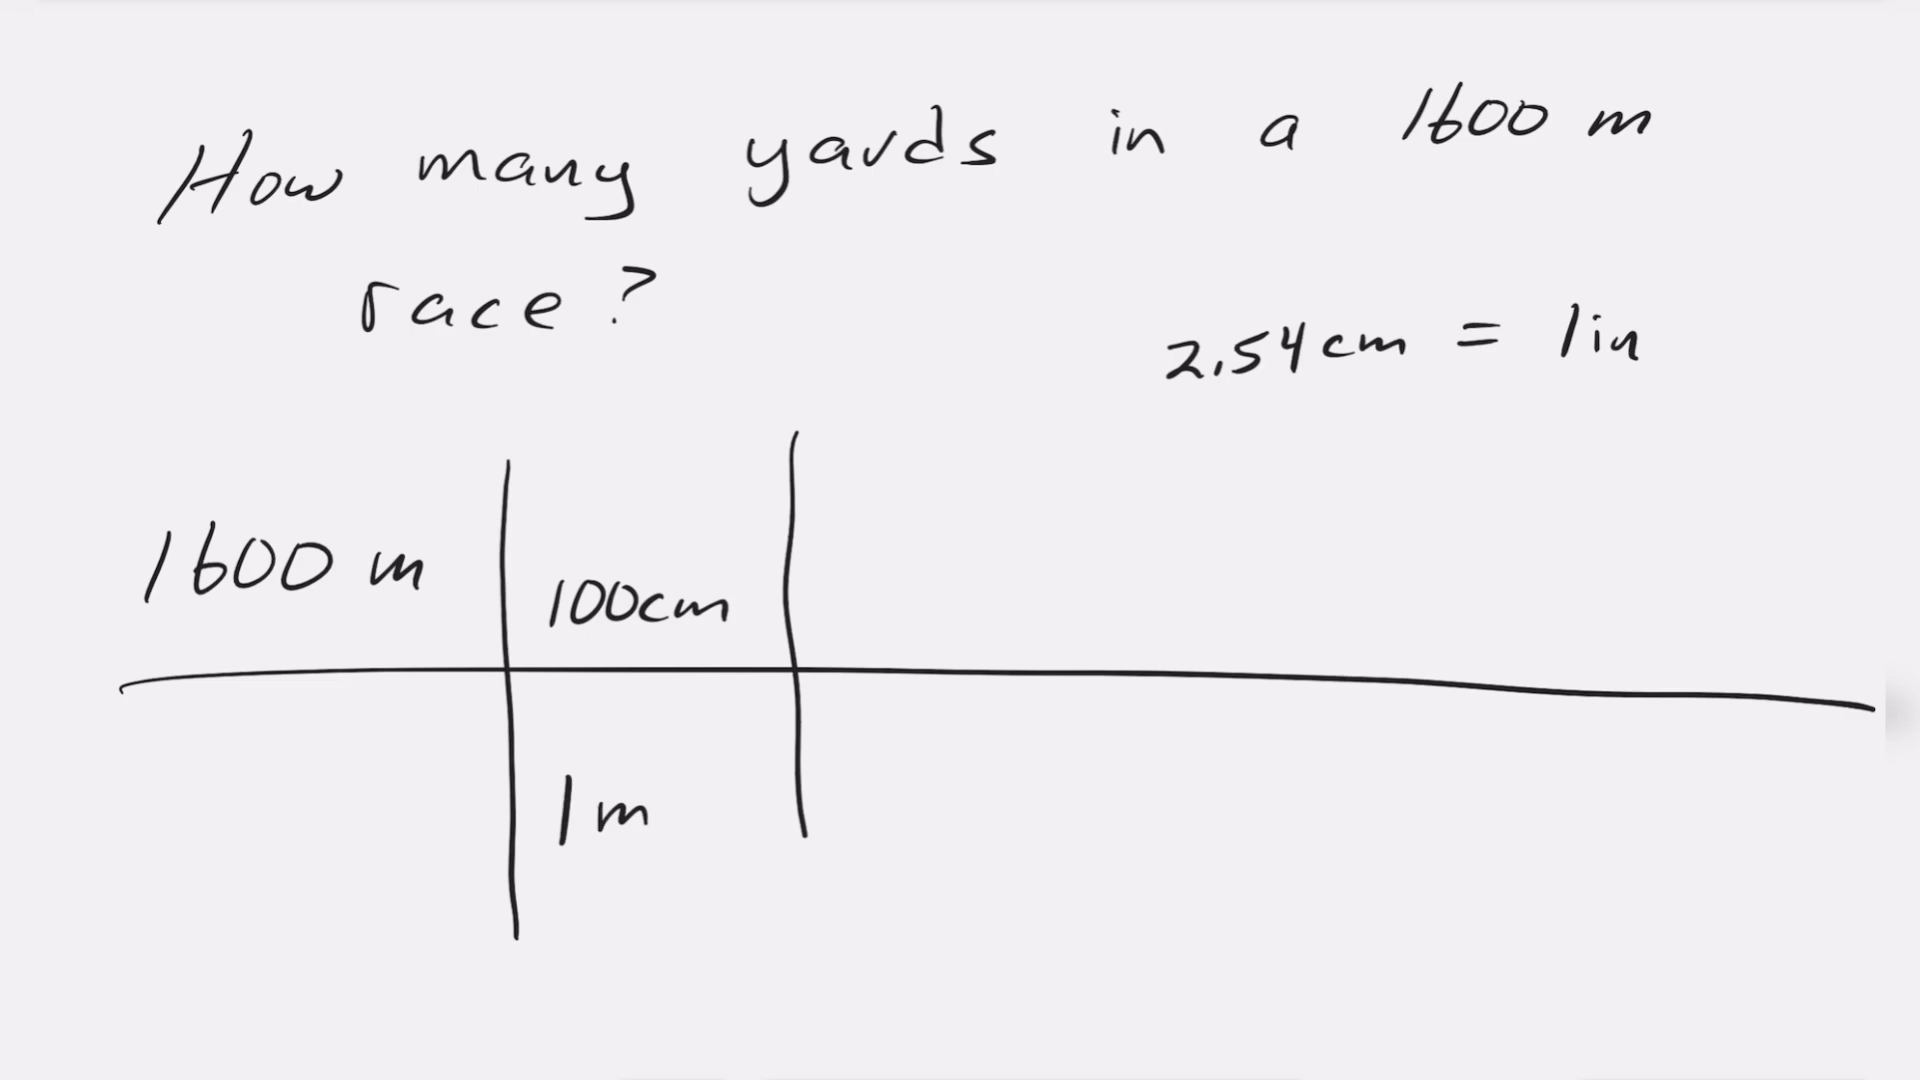 How many yards in a 1600 m
race?
2.54cm = 1in
1600 m 100cm
1m